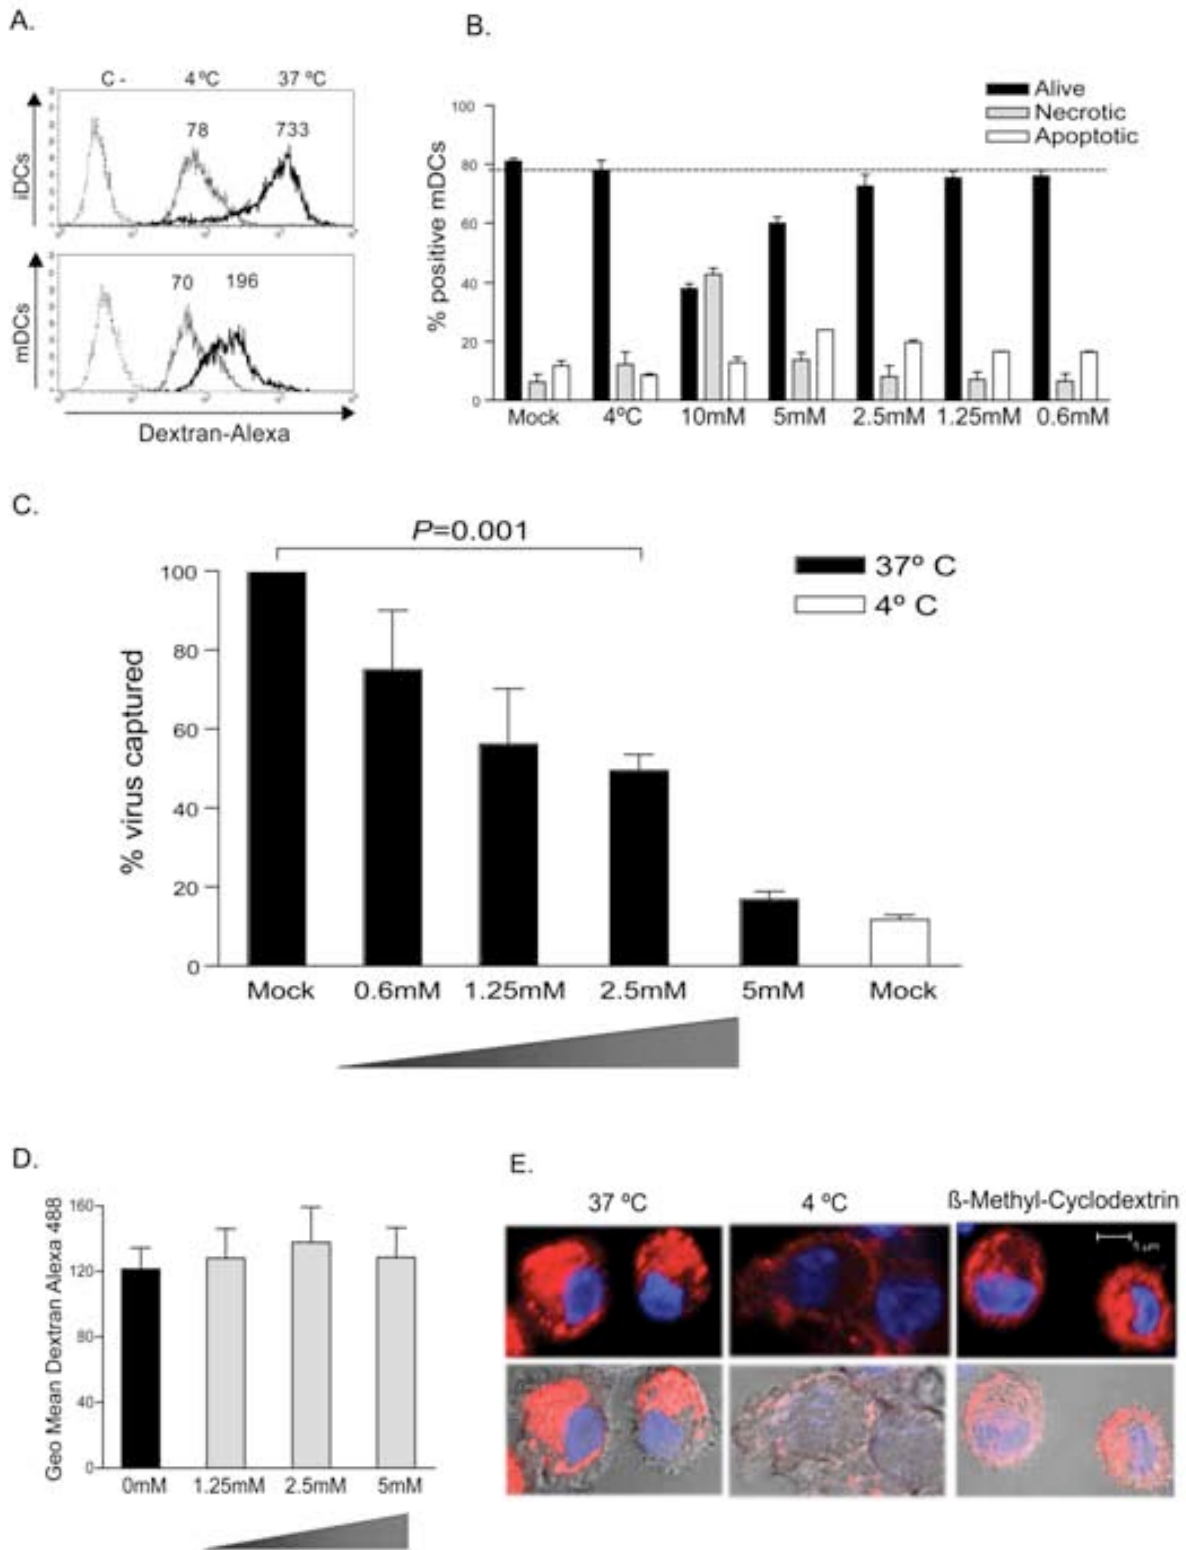 A.
C - 4 ºC 37 ºC
iDCs
78 733
mDCs
70 196
Dextran-Alexa
B.
Alive
Necrotic
Apoptotic
% positive mDCs
100
80
60
40
20
0
Mock 4ºC 10mM 5mM 2.5mM 1.25mM 0.6mM
C.
P=0.001
37º C
4º C
% virus captured
100
80
60
40
20
0
Mock 0.6mM 1.25mM 2.5mM 5mM Mock
D.
Geo Mean Dextran Alexa 488
160
120
80
40
0
0mM 1.25mM 2.5mM 5mM
E.
37 ºC 4 ºC ß-Methyl-Cyclodextrin
5 µM